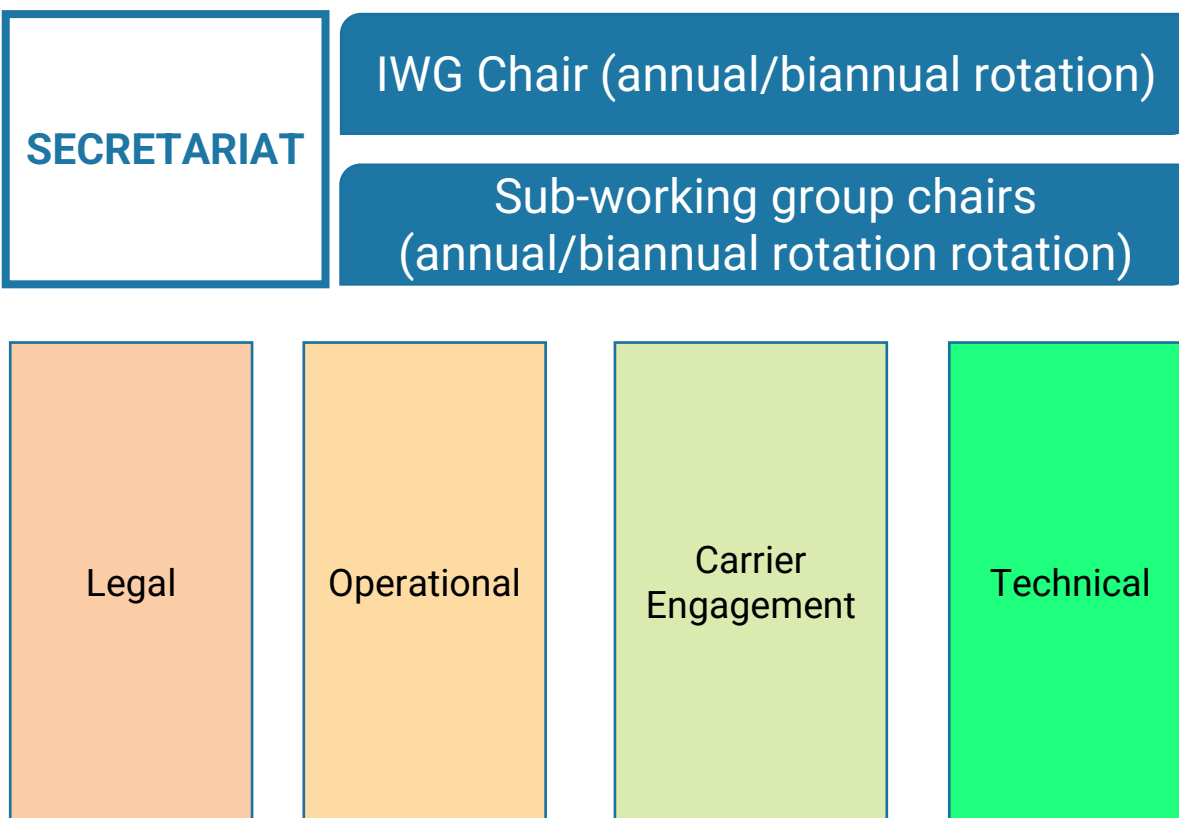 SECRETARIAT
IWG Chair (annual/biannual rotation)
Sub-working group chairs
(annual/biannual rotation rotation)
Legal
Operational
Carrier
Engagement
Technical